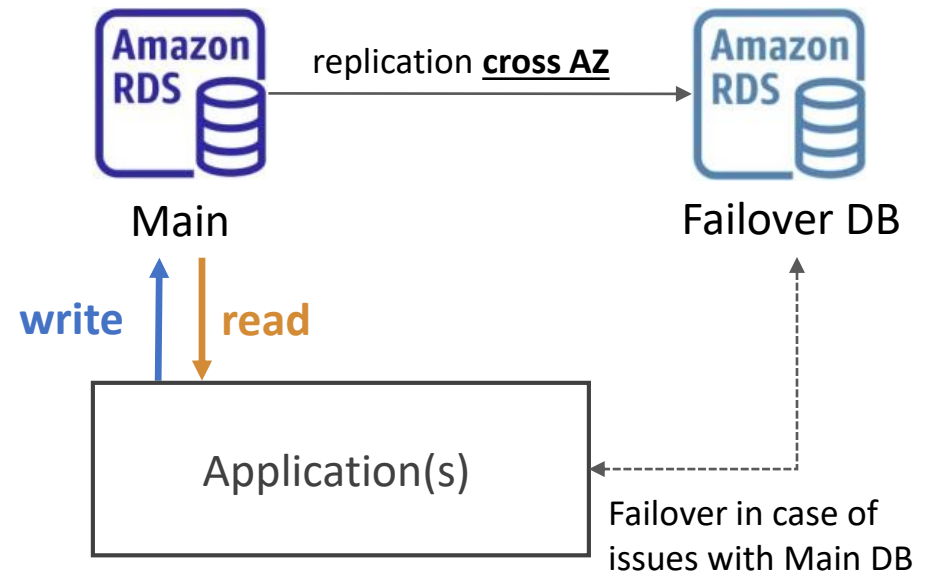 Amazon
RDS
replication cross AZ
Amazon
RDS
Main
Failover DB
write
read
Application(s)
Failover in case of
issues with Main DB